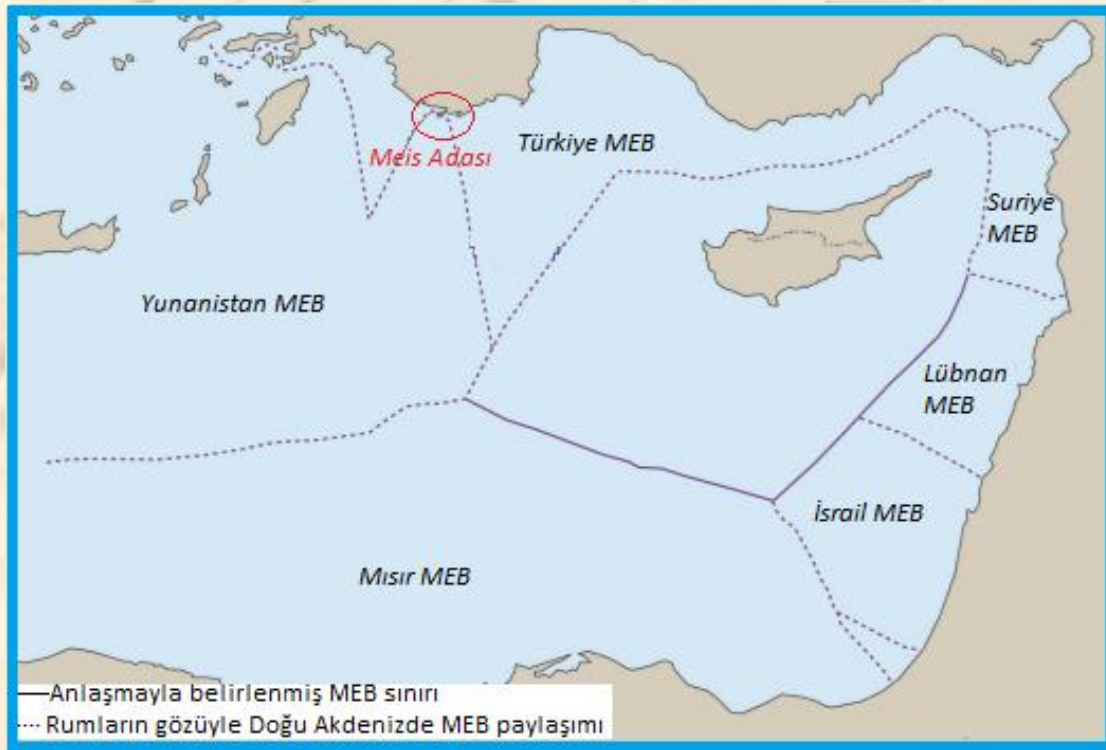 Meis Adası
Türkiye MEB
Suriye
MEB
Yunanistan MEB
Lübnan
MEB
İsrail MEB
Mısır MEB
Anlaşmayla belirlenmiş MEB sınırı
Rumların gözüyle Doğu Akdenizde MEB paylaşımı